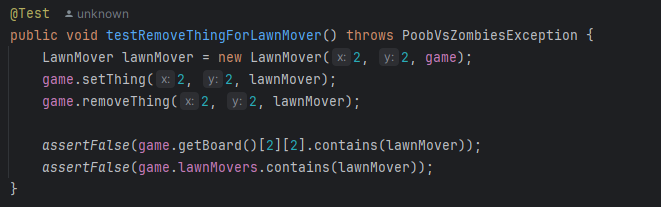 @Test unknown
public void testRemoveThingForLawnMover() throws PoobVsZombiesException {
LawnMover lawnMover = new LawnMover( x: 2, y: 2, game);
game.setThing( x: 2, y: 2, lawnMover);
game.removeThing( x: 2, y: 2, lawnMover);
assertFalse(game.getBoard()[2][2].contains(lawnMover));
assertFalse(game.lawnMovers.contains(lawnMover));
}